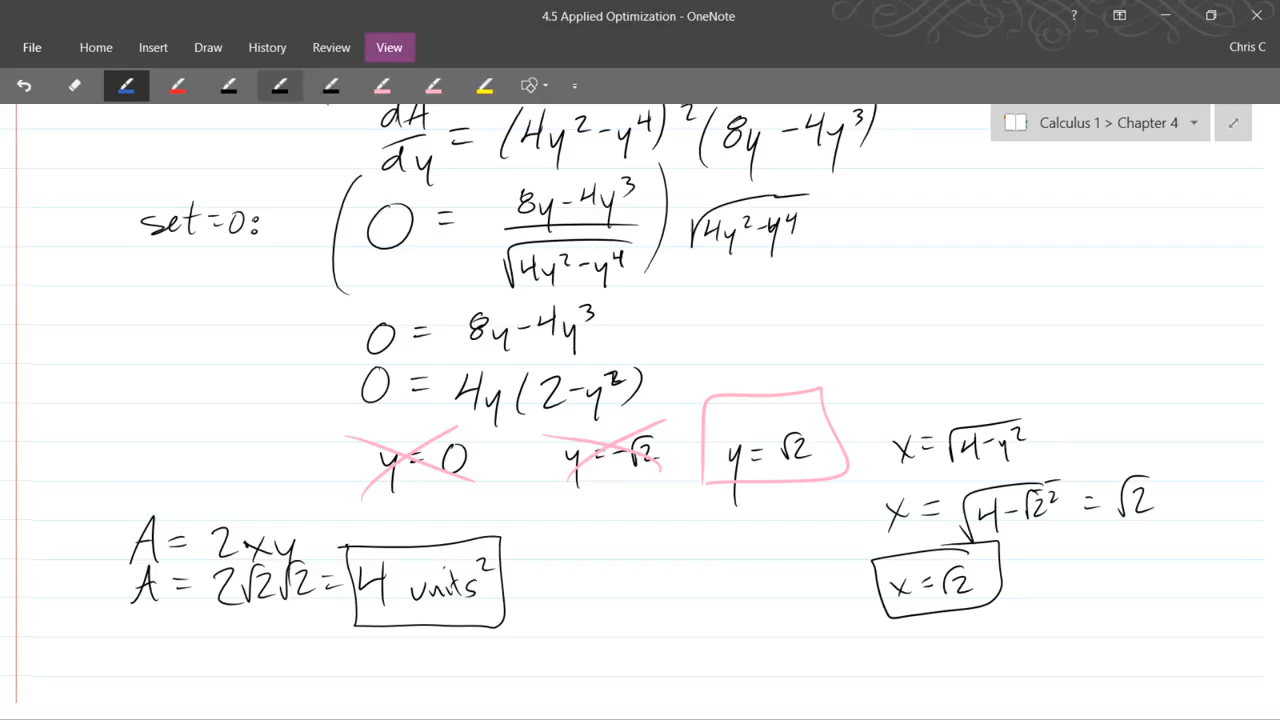 4.5 Applied Optimization - OneNote
?
File Home Insert Draw History Review View Chris C
Calculus 1 > Chapter 4
dA/dy = (4y²-y⁴)² (8y-4y³)
set=0: (0 = (8y-4y³)/√(4y²-y⁴)) √(4y²-y⁴)
0 = 8y-4y³
0 = 4y(2-y²)
y=0 y=-√2 y=√2
x=√(4-y²)
x = √(4-√2²) = √2
x=√2
A = 2xy
A = 2√2√2 = 4 units²